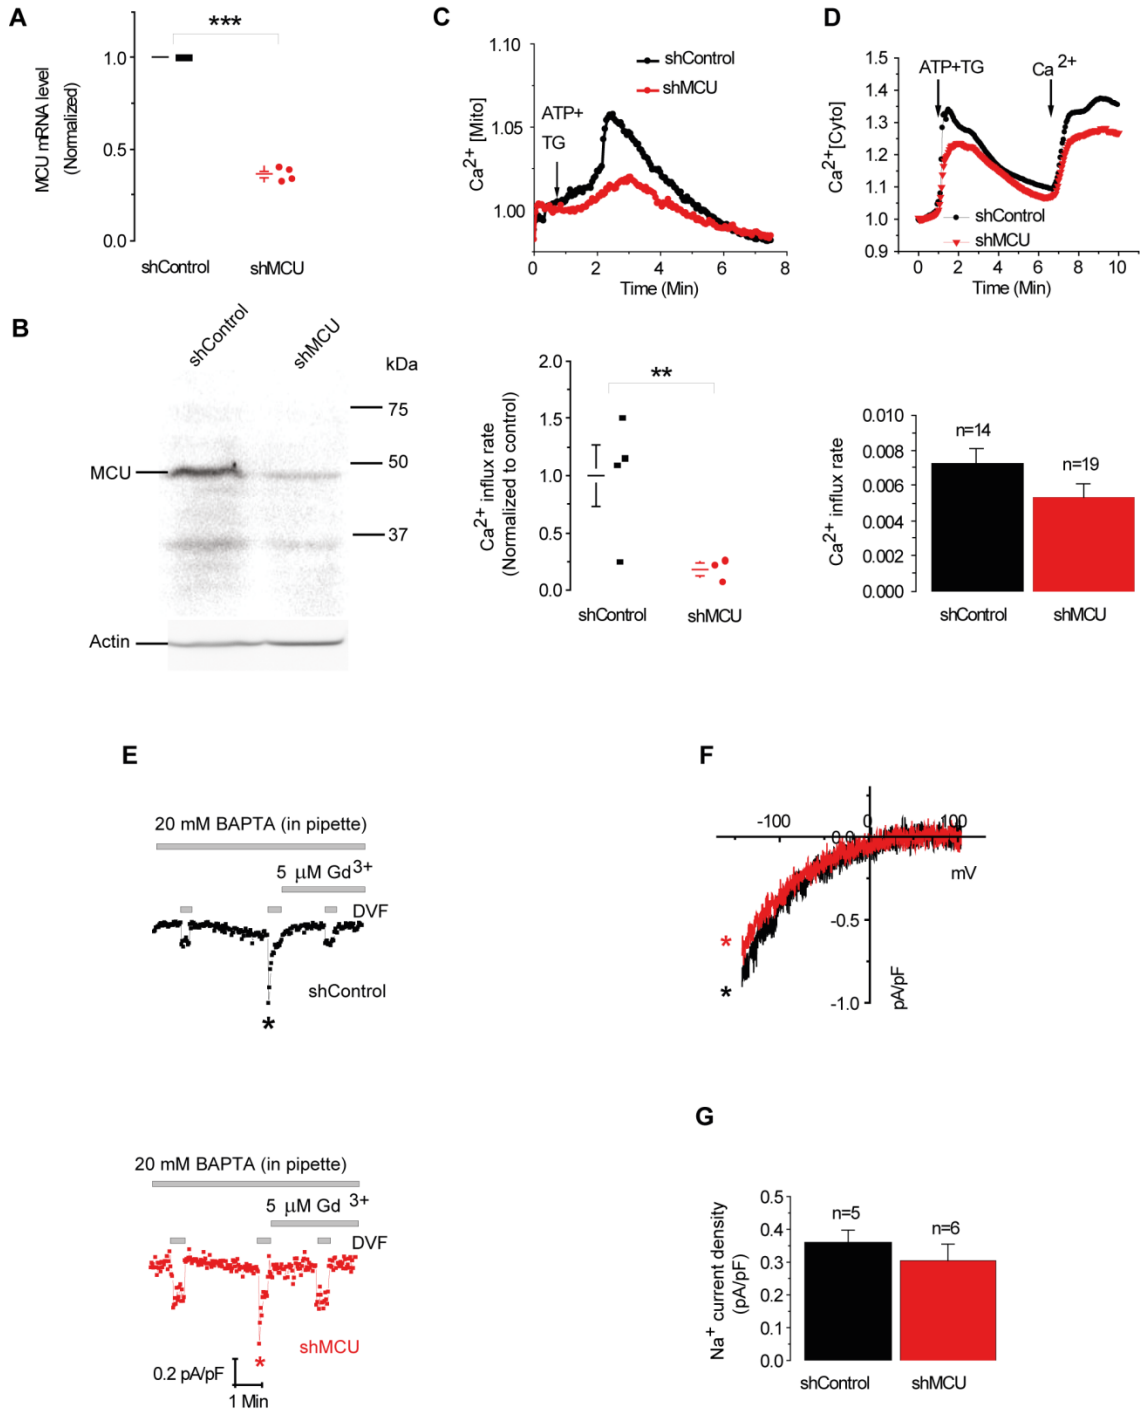 A
***
MCU mRNA level
(Normalized)
1.0
0.5
0.0
shControl
shMCU
B
shControl
shMCU
kDa
75
50
37
MCU
Actin
C
Ca2+ [Mito]
1.10
1.05
1.00
shControl
shMCU
ATP+
TG
0
2
4
6
8
Time (Min)
Ca2+ influx rate
(Normalized to control)
2.0
1.5
1.0
0.5
0.0
**
shControl
shMCU
D
Ca2+[Cyto]
1.5
1.4
1.3
1.2
1.1
1.0
0.9
ATP+TG
Ca 2+
shControl
shMCU
0
2
4
6
8
10
Time (Min)
Ca2+ influx rate
0.010
0.008
0.006
0.004
0.002
0.000
n=14
n=19
shControl
shMCU
E
20 mM BAPTA (in pipette)
5 μM Gd3+
DVF
shControl
*
20 mM BAPTA (in pipette)
5 μM Gd 3+
DVF
shMCU
*
0.2 pA/pF
1 Min
F
-100
0
100
0.0
mV
-0.5
-1.0
pA/pF
*
*
G
Na+ current density
(pA/pF)
0.5
0.4
0.3
0.2
0.1
0.0
n=5
n=6
shControl
shMCU